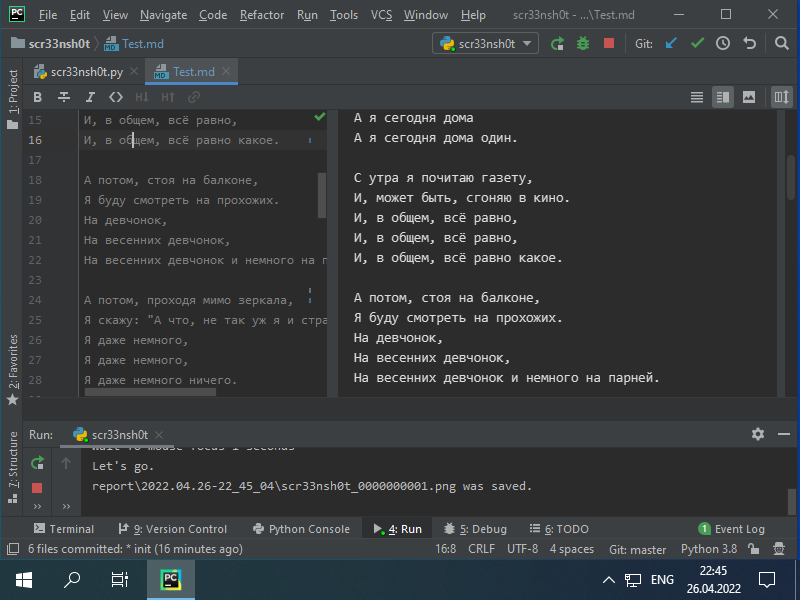 PC File Edit View Navigate Code Refactor Run Tools VCS Window Help scr33nsh0t - ...\Test.md
scr33nsh0t Test.md scr33nsh0t Git:
scr33nsh0t.py Test.md
1: Project
2: Favorites
7: Structure
B I H↓ H↑
15 И, в общем, всё равно,
16 И, в общем, всё равно какое.
17
18 А потом, стоя на балконе,
19 Я буду смотреть на прохожих.
20 На девчонок,
21 На весенних девчонок,
22 На весенних девчонок и немного на п
23
24 А потом, проходя мимо зеркала,
25 Я скажу: "А что, не так уж я и стра
26 Я даже немного,
27 Я даже немного,
28 Я даже немного ничего.
А я сегодня дома
А я сегодня дома один.
С утра я почитаю газету,
И, может быть, сгоняю в кино.
И, в общем, всё равно,
И, в общем, всё равно,
И, в общем, всё равно какое.
А потом, стоя на балконе,
Я буду смотреть на прохожих.
На девчонок,
На весенних девчонок,
На весенних девчонок и немного на парней.
Run: scr33nsh0t
Let's go.
report\2022.04.26-22_45_04\scr33nsh0t_0000000001.png was saved.
Terminal 9: Version Control Python Console 4: Run 5: Debug 6: TODO 1 Event Log
6 files committed: * init (16 minutes ago) 16:8 CRLF UTF-8 4 spaces Git: master Python 3.8
PC ENG 22:45
26.04.2022